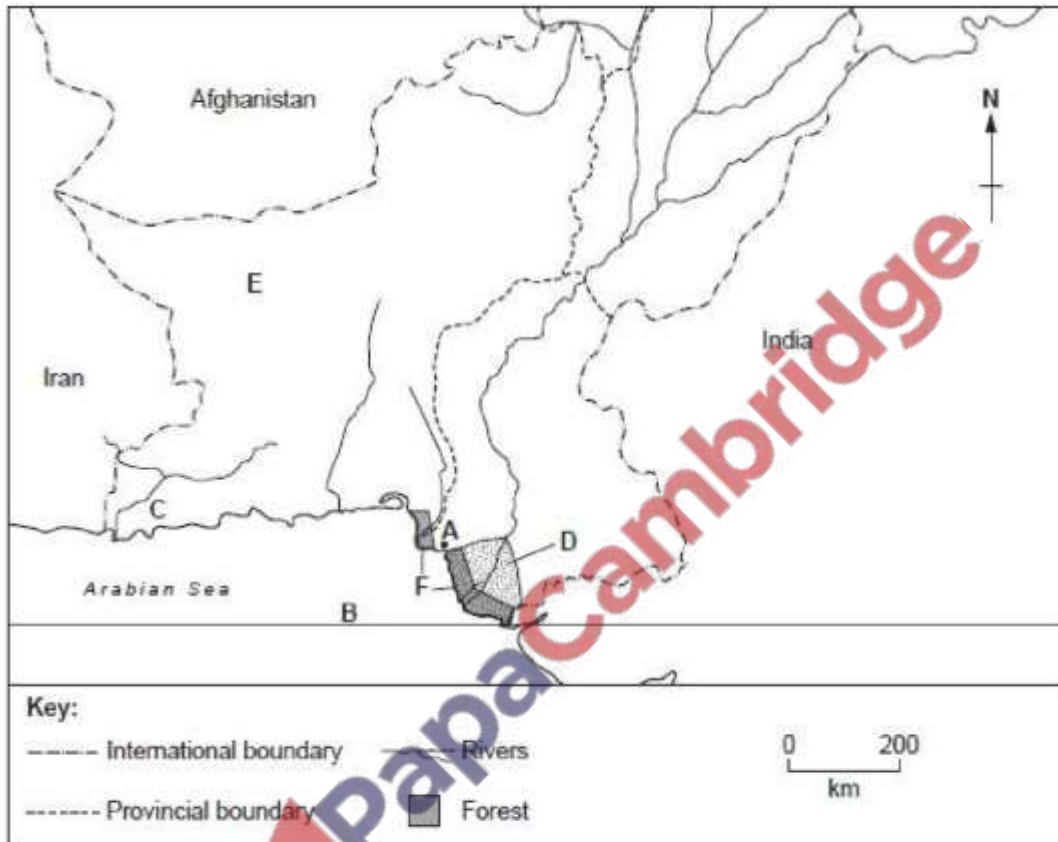 Afghanistan
N
E
India
Iran
C
A
D
F
Arabian Sea
B
PapaCambridge
Key:
International boundary
Rivers
0 200
km
Provincial boundary
Forest